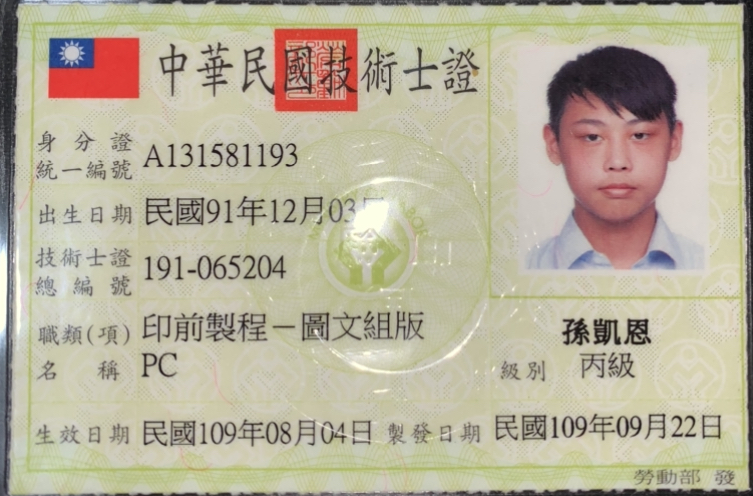 中華民國技術士證
身分證
統一編號 A131581193
出生日期 民國91年12月03日
技術士證
總編號 191-065204
職類(項)
名稱 印前製程－圖文組版
PC
孫凱恩
級別 丙級
生效日期 民國109年08月04日 製發日期 民國109年09月22日
勞動部 發